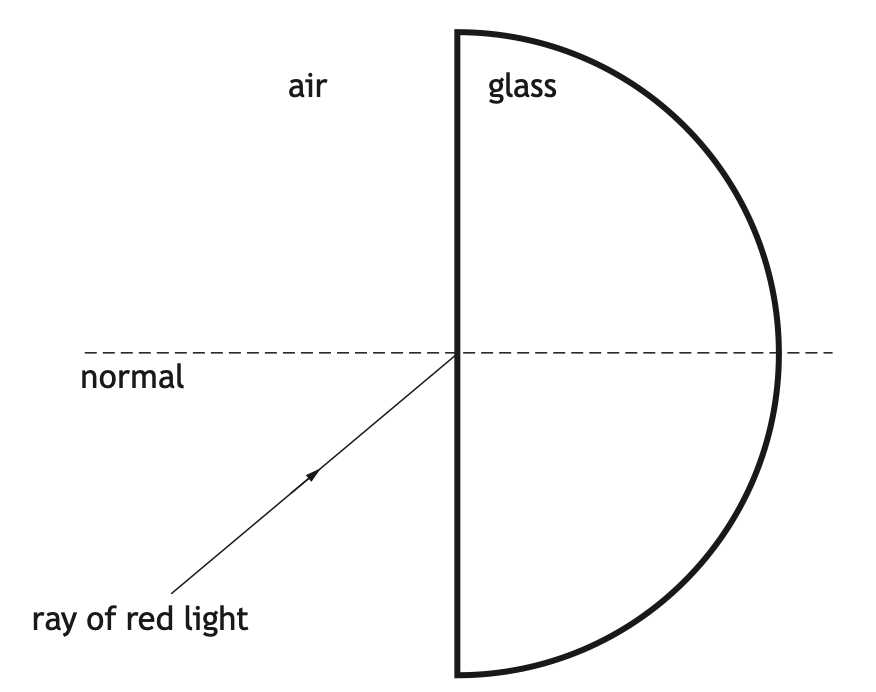 air
glass
normal
ray of red light